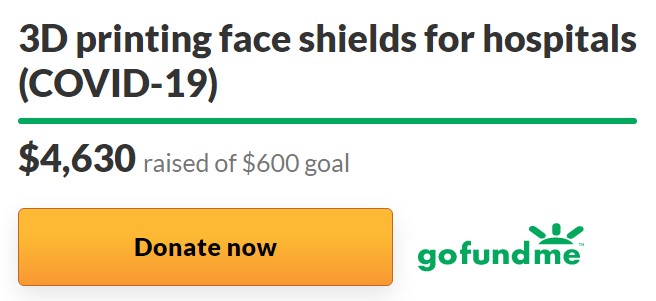 3D printing face shields for hospitals
(COVID-19)
$4,630 raised of $600 goal
Donate now
gofundme